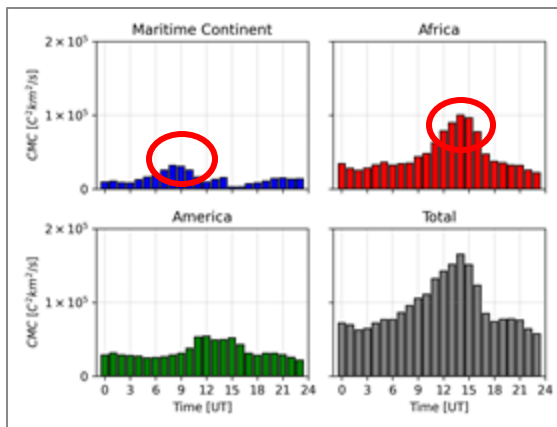 Maritime Continent
Africa
2 × 10⁵
CMC [C²km²/s]
1 × 10⁵
0
America
Total
2 × 10⁵
CMC [C²km²/s]
1 × 10⁵
0
0 3 6 9 12 15 18 21 24
0 3 6 9 12 15 18 21 24
Time [UT]
Time [UT]